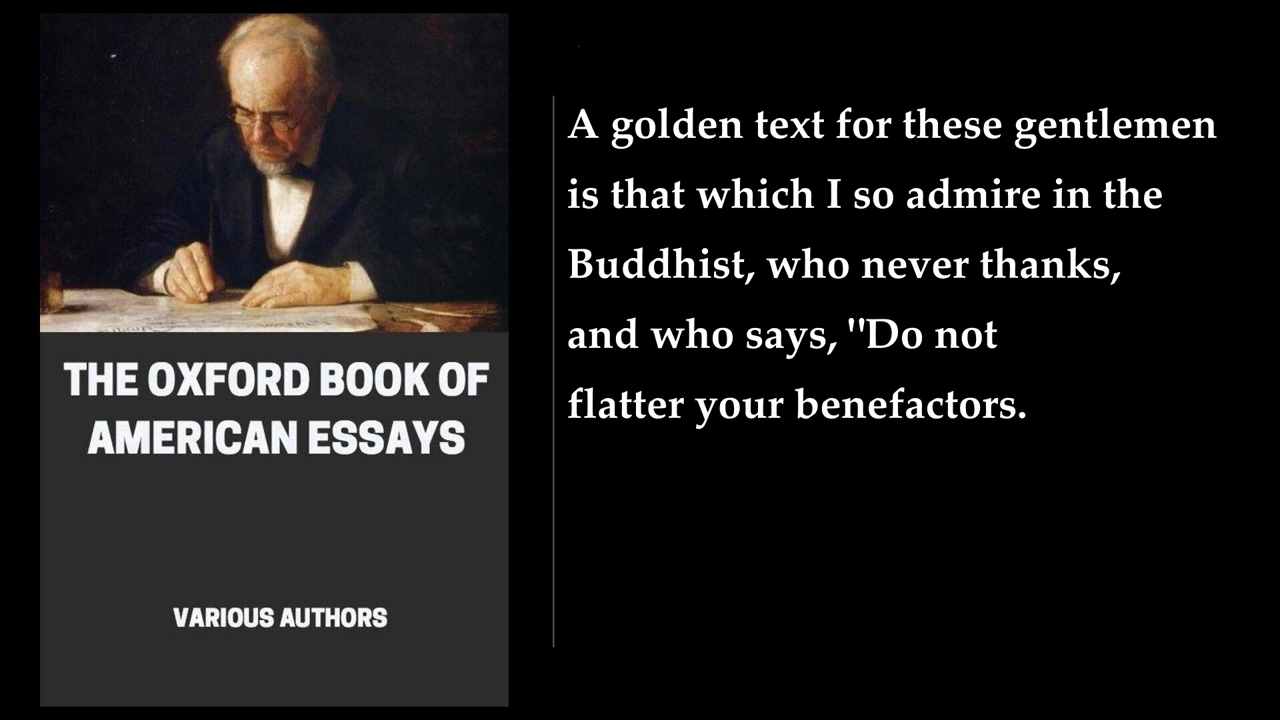 THE OXFORD BOOK OF
AMERICAN ESSAYS
VARIOUS AUTHORS
A golden text for these gentlemen
is that which I so admire in the
Buddhist, who never thanks,
and who says, "Do not
flatter your benefactors.